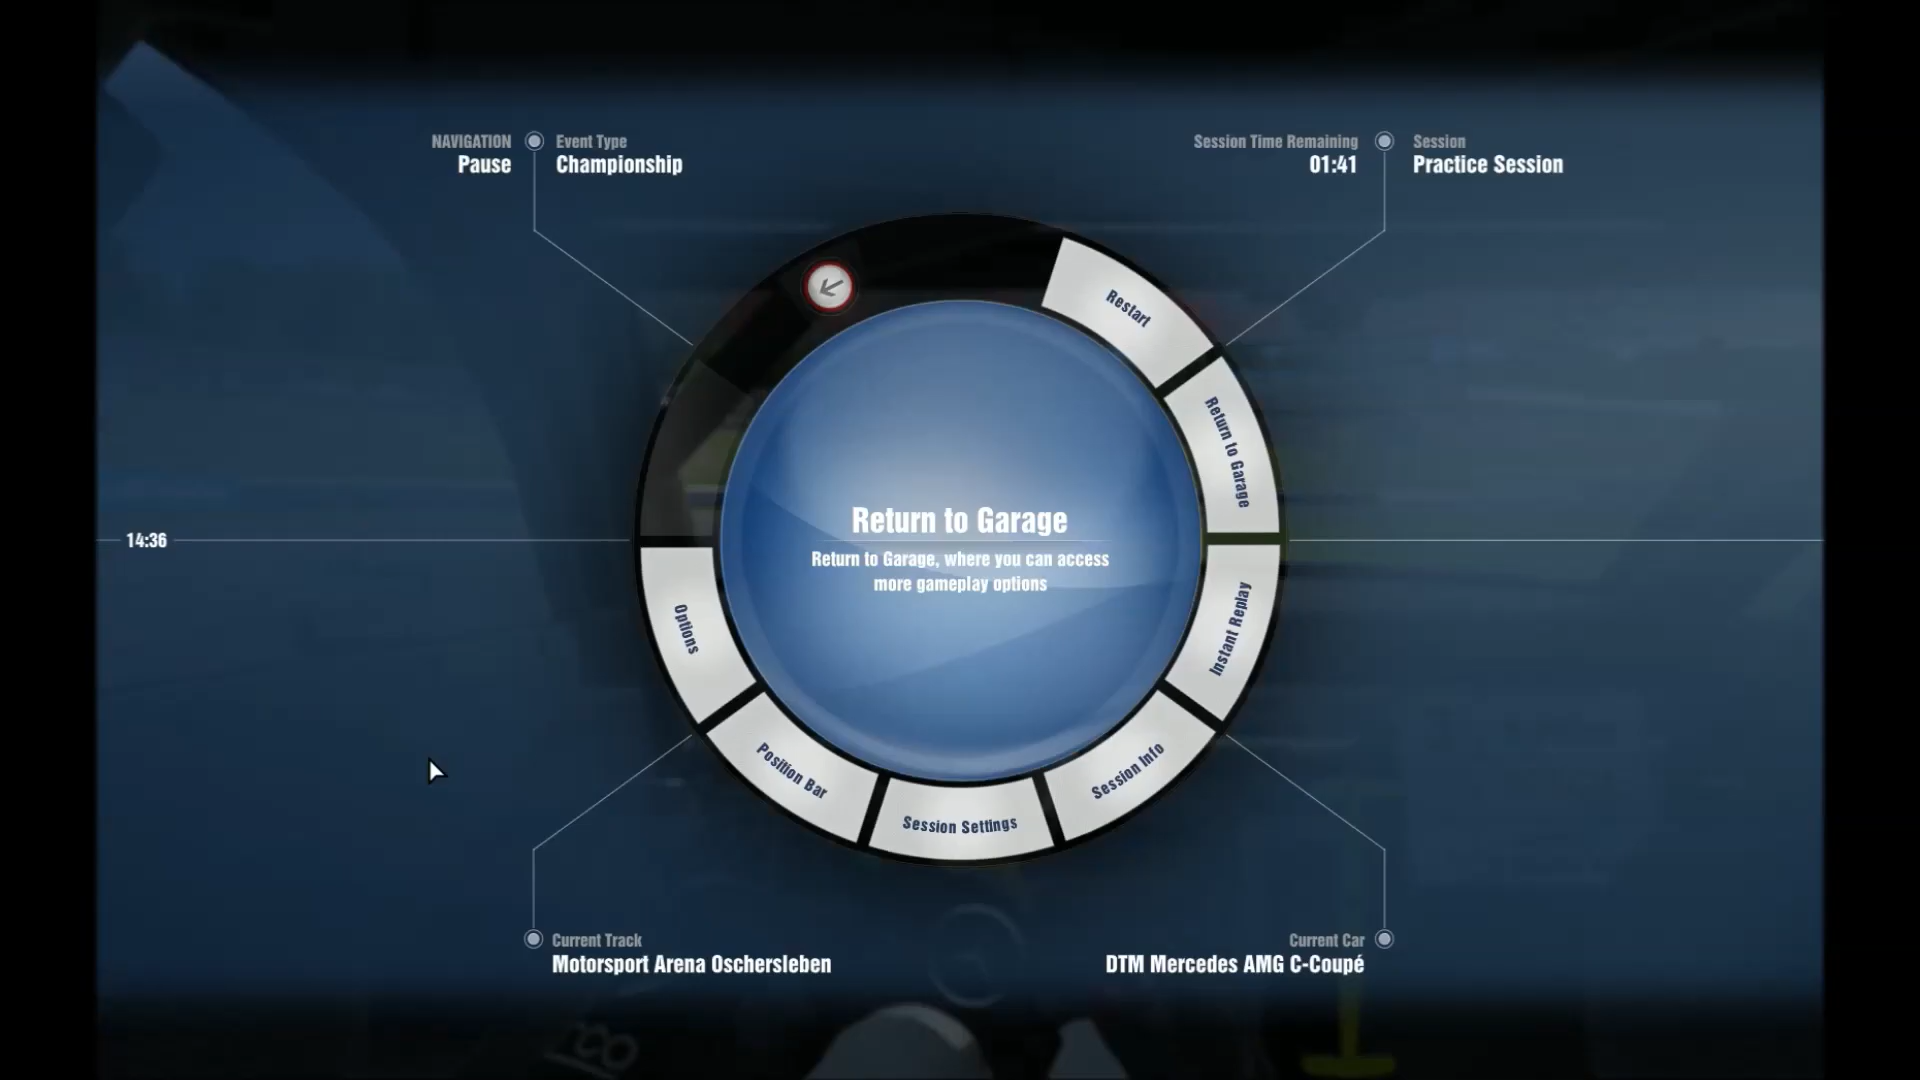 NAVIGATION
Pause
Event Type
Championship
Session Time Remaining
01:41
Session
Practice Session
Restart
Return to Garage
Instant Replay
Session Info
Session Settings
Position Bar
Options
Return to Garage
Return to Garage, where you can access
more gameplay options
14:36
Current Track
Motorsport Arena Oschersleben
Current Car
DTM Mercedes AMG C-Coupé